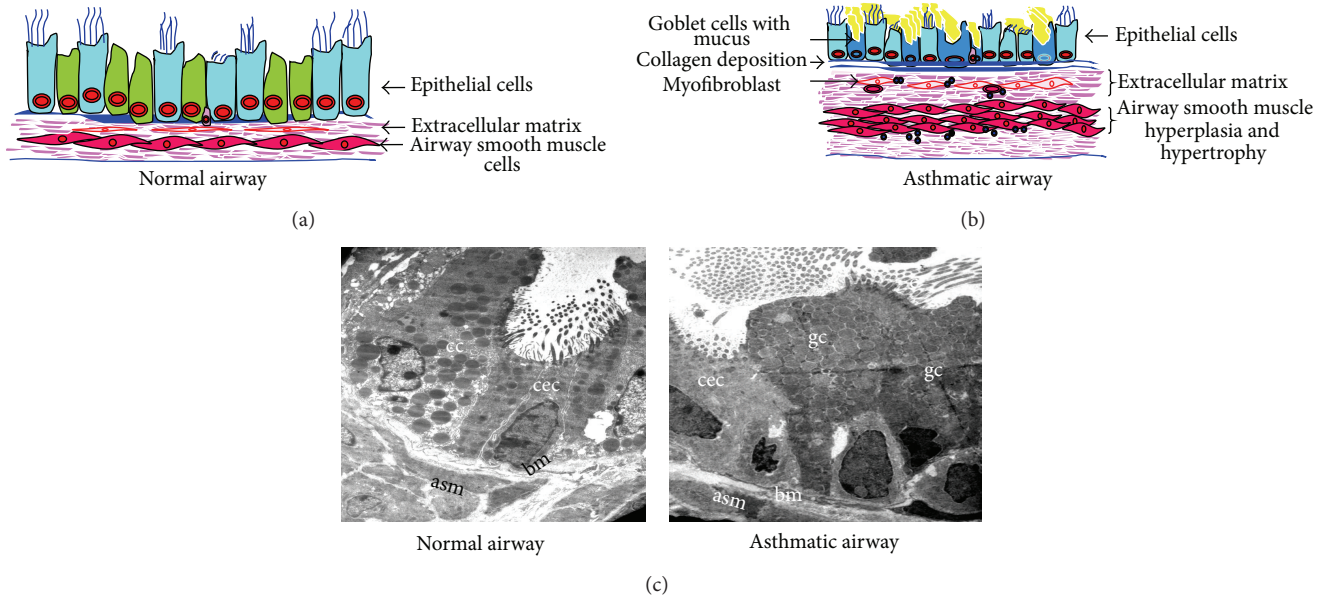 Epithelial cells
Extracellular matrix
Airway smooth muscle
cells
Normal airway
(a)
Goblet cells with
mucus
Collagen deposition
Myofibroblast
Epithelial cells
Extracellular matrix
Airway smooth muscle
hyperplasia and
hypertrophy
Asthmatic airway
(b)
cc
cec
bm
asm
Normal airway
gc
gc
cec
bm
asm
Asthmatic airway
(c)